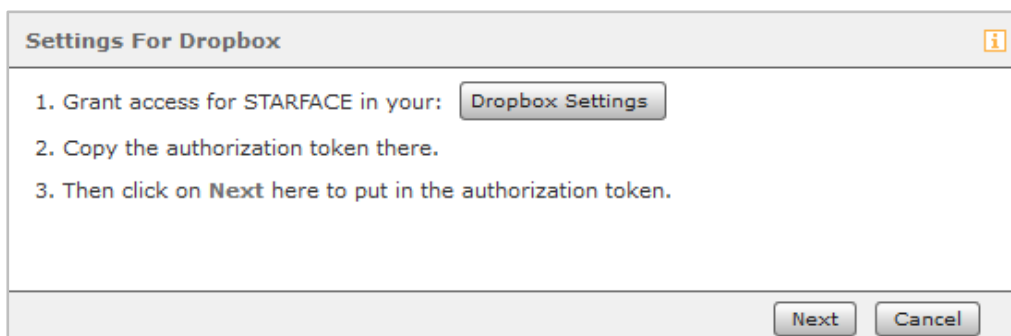 Settings For Dropbox
1. Grant access for STARFACE in your: Dropbox Settings
2. Copy the authorization token there.
3. Then click on Next here to put in the authorization token.
Next Cancel